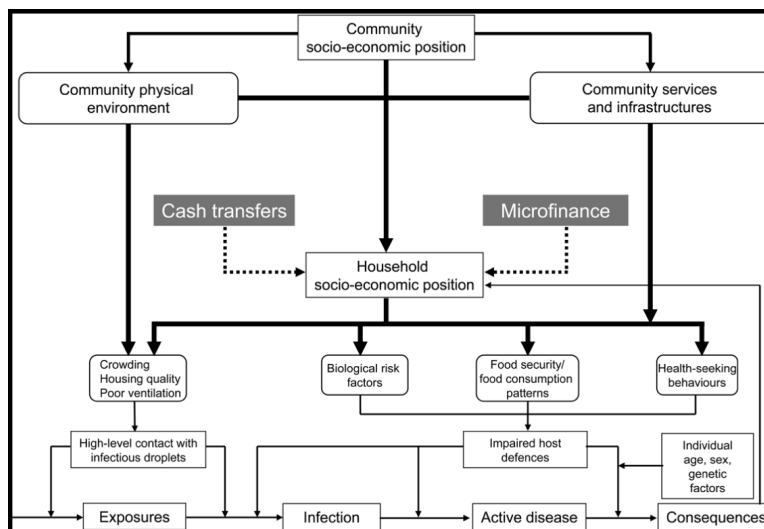 Community
socio-economic position
Community physical
environment
Community services
and infrastructures
Cash transfers
Microfinance
Household
socio-economic position
Crowding
Housing quality
Poor ventilation
Biological risk
factors
Food security/
food consumption
patterns
Health-seeking
behaviours
High-level contact with
infectious droplets
Impaired host
defences
Individual
age, sex,
genetic
factors
Exposures
Infection
Active disease
Consequences